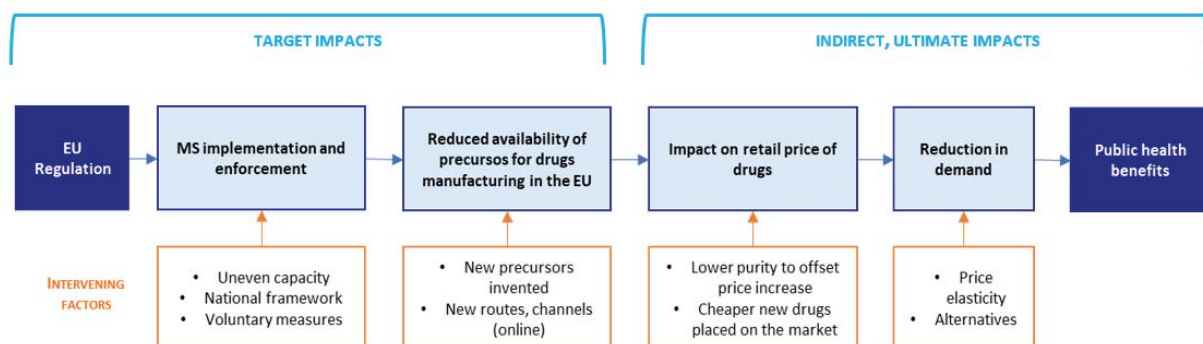 TARGET IMPACTS
INDIRECT, ULTIMATE IMPACTS
EU
Regulation
MS implementation and
enforcement
Reduced availability of
precursos for drugs
manufacturing in the EU
Impact on retail price of
drugs
Reduction in
demand
Public health
benefits
INTERVENING
FACTORS
• Uneven capacity
• National framework
• Voluntary measures
• New precursors
invented
• New routes, channels
(online)
• Lower purity to offset
price increase
• Cheaper new drugs
placed on the market
• Price
elasticity
• Alternatives